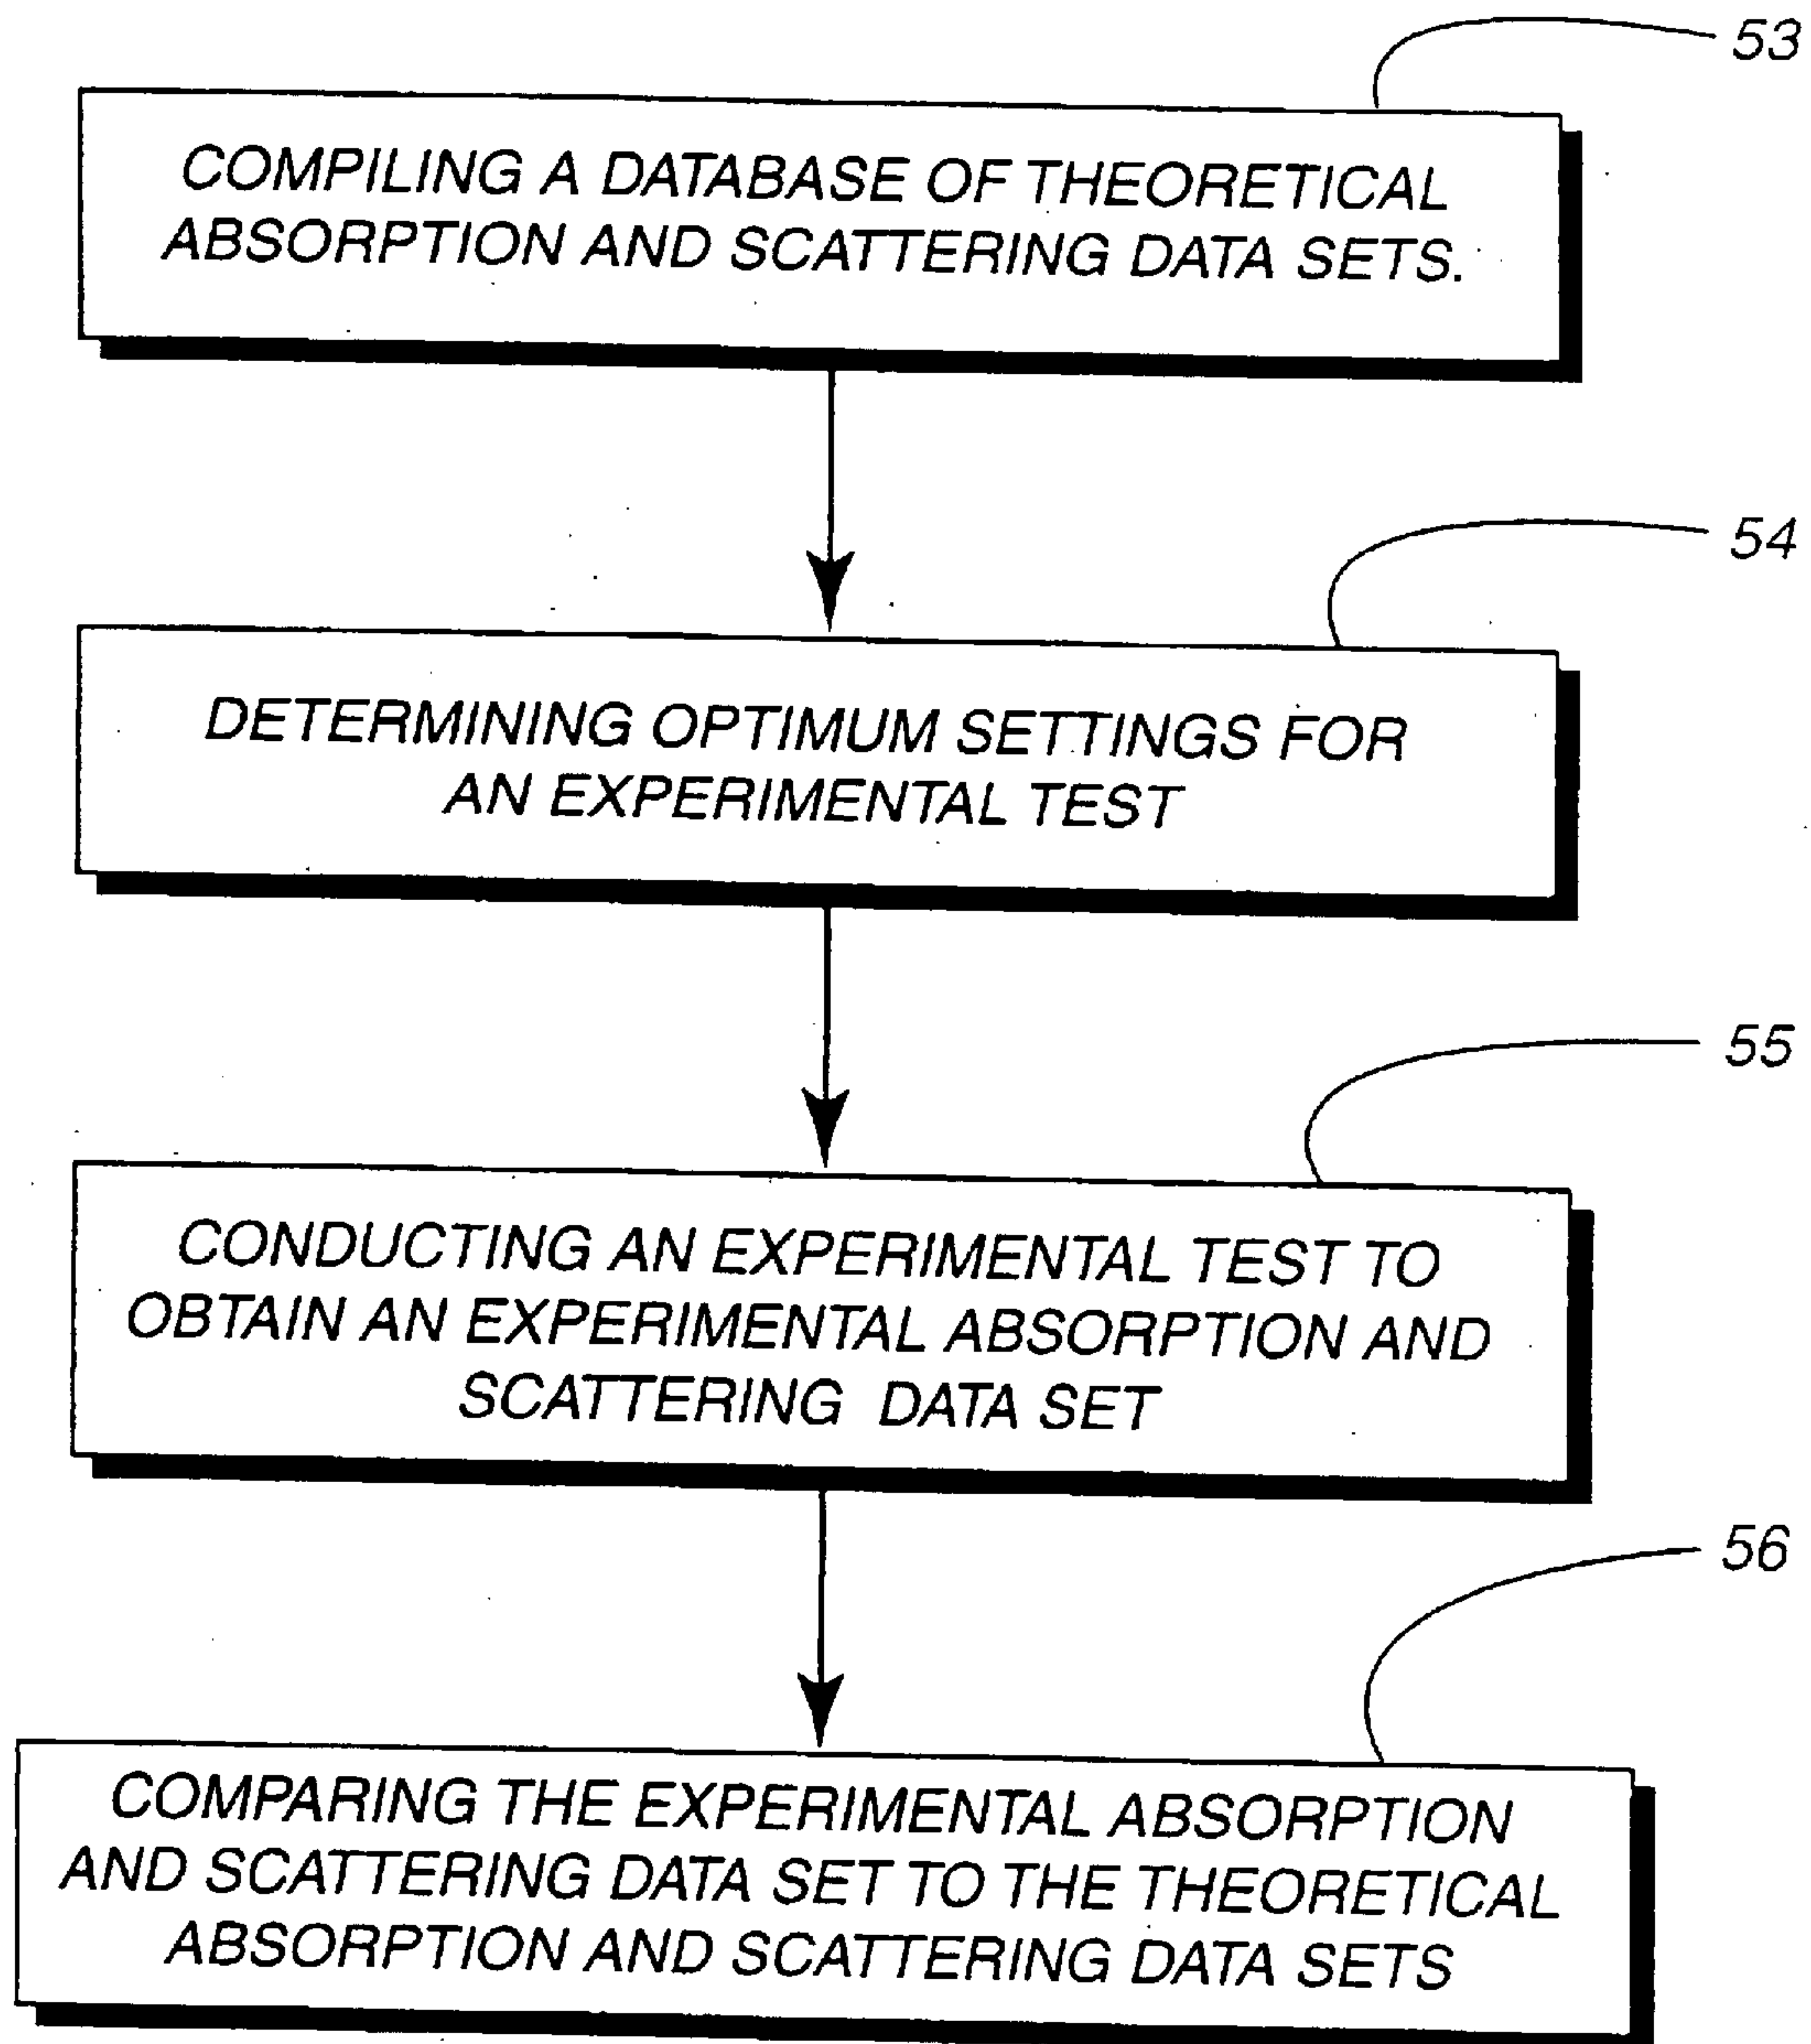 53
COMPILING A DATABASE OF THEORETICAL
ABSORPTION AND SCATTERING DATA SETS.
54
DETERMINING OPTIMUM SETTINGS FOR
AN EXPERIMENTAL TEST
55
CONDUCTING AN EXPERIMENTAL TEST TO
OBTAIN AN EXPERIMENTAL ABSORPTION AND
SCATTERING DATA SET
56
COMPARING THE EXPERIMENTAL ABSORPTION
AND SCATTERING DATA SET TO THE THEORETICAL
ABSORPTION AND SCATTERING DATA SETS